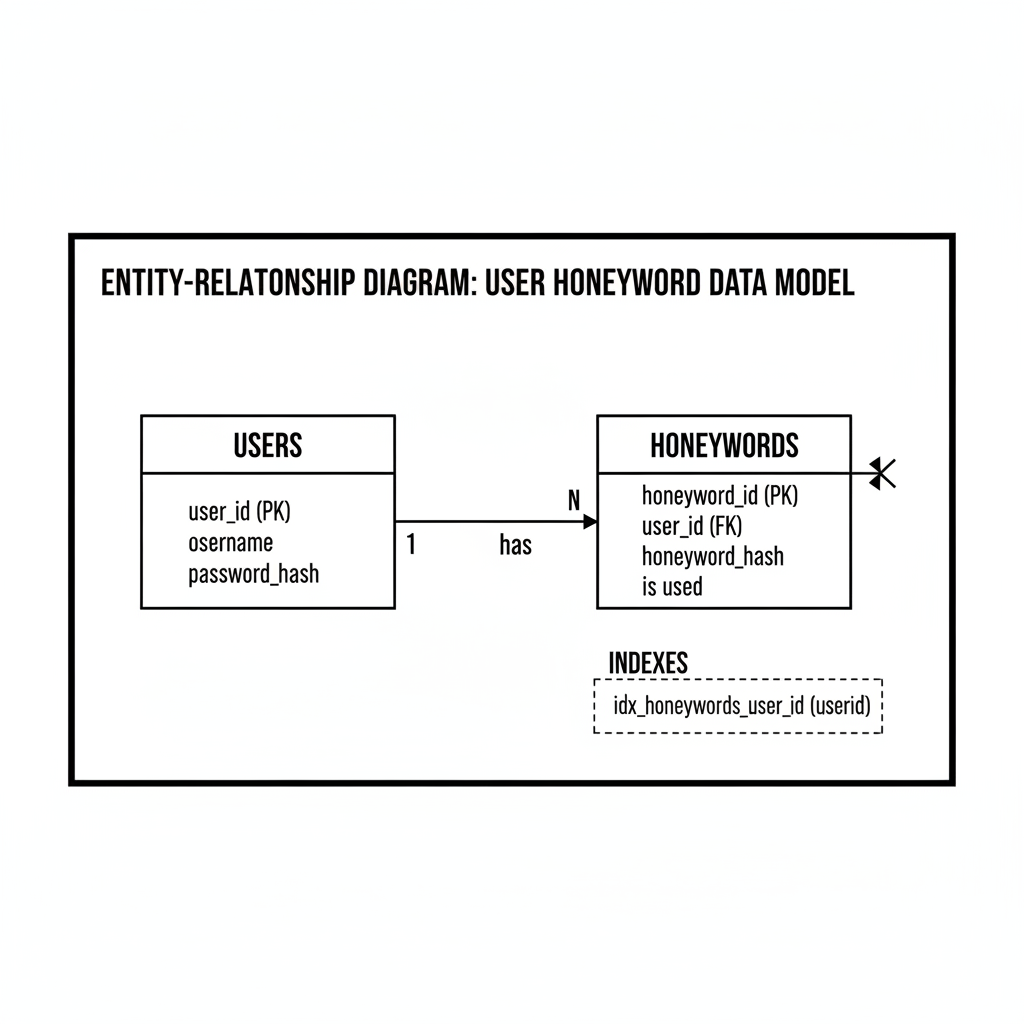 ENTITY-RELATONSHIP DIAGRAM: USER HONEYWORD DATA MODEL
USERS
user_id (PK)
osername
password_hash
1
has
N
HONEYWORDS
honeyword_id (PK)
user_id (FK)
honeyword_hash
is used
INDEXES
idx_honeywords_user_id (userid)